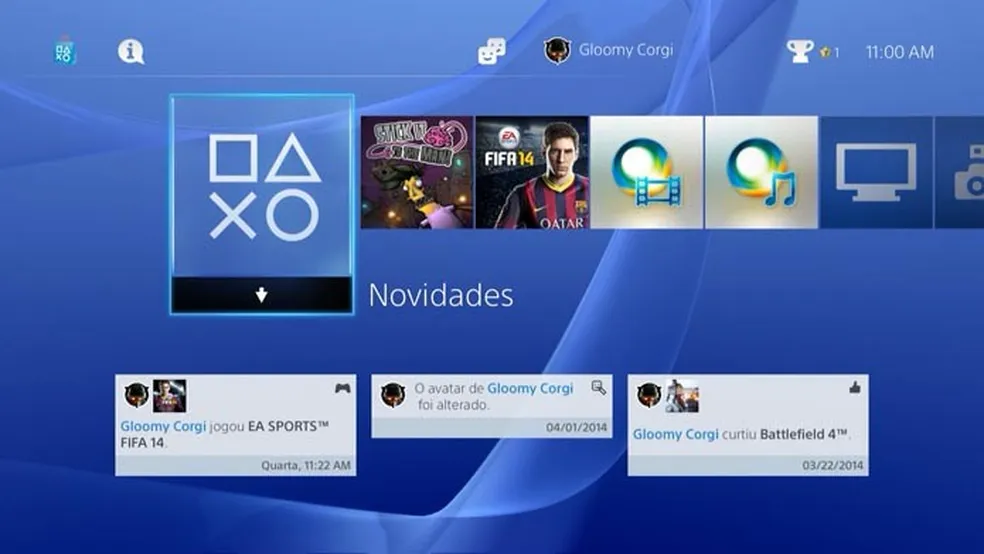 Gloomy Corgi
1
11:00 AM
STICK IT
TO THE MAN!
EA
SPORTS
FIFA 14
QATAR
Novidades
Gloomy Corgi jogou EA SPORTS™
FIFA 14.
Quarta, 11:22 AM
O avatar de Gloomy Corgi
foi alterado.
04/01/2014
Gloomy Corgi curtiu Battlefield 4™.
03/22/2014